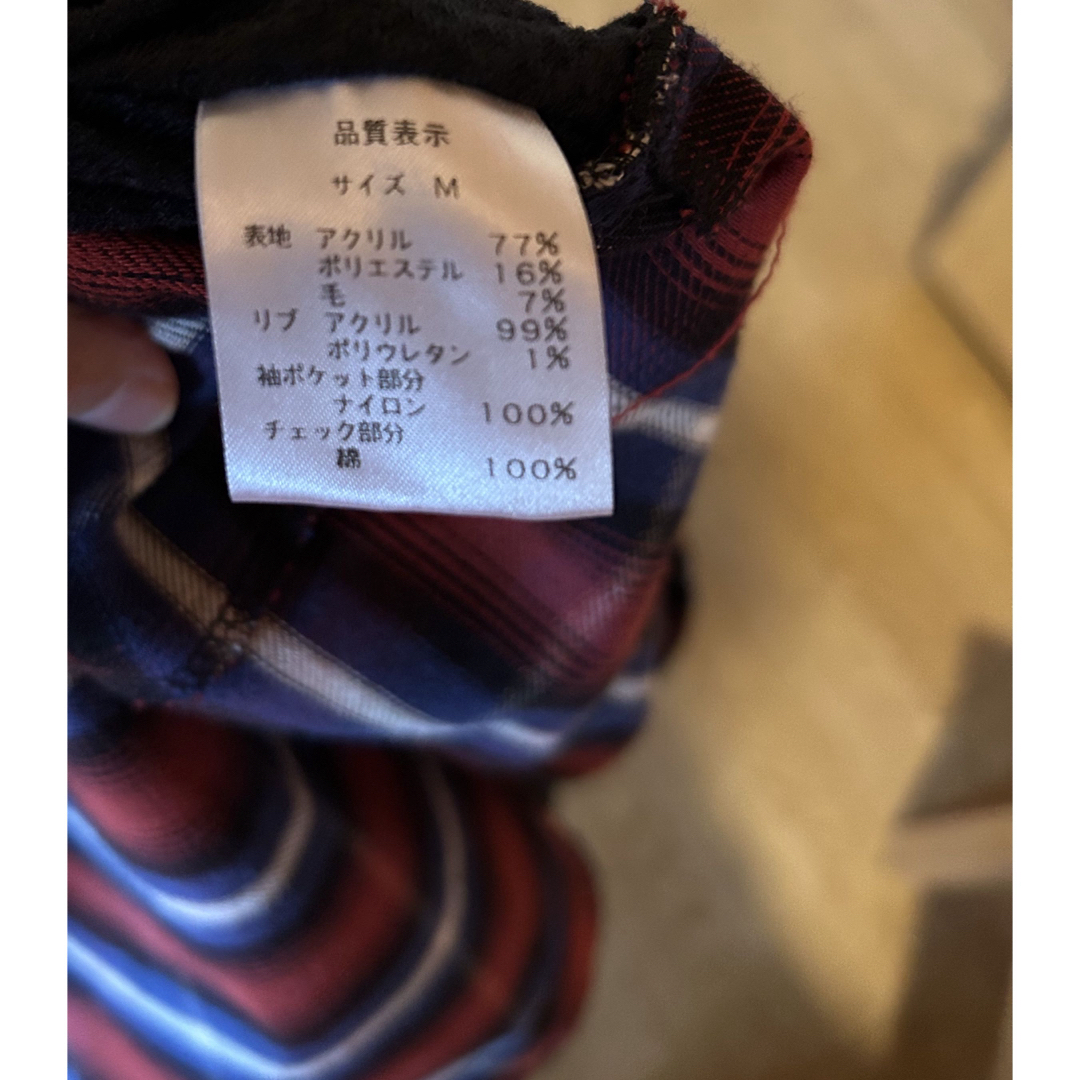 品質表示
サイズ M
表地 アクリル 77%
ポリエステル 16%
毛 7%
リブ アクリル 99%
ポリウレタン 1%
袖ポケット部分
ナイロン 100%
チェック部分
綿 100%